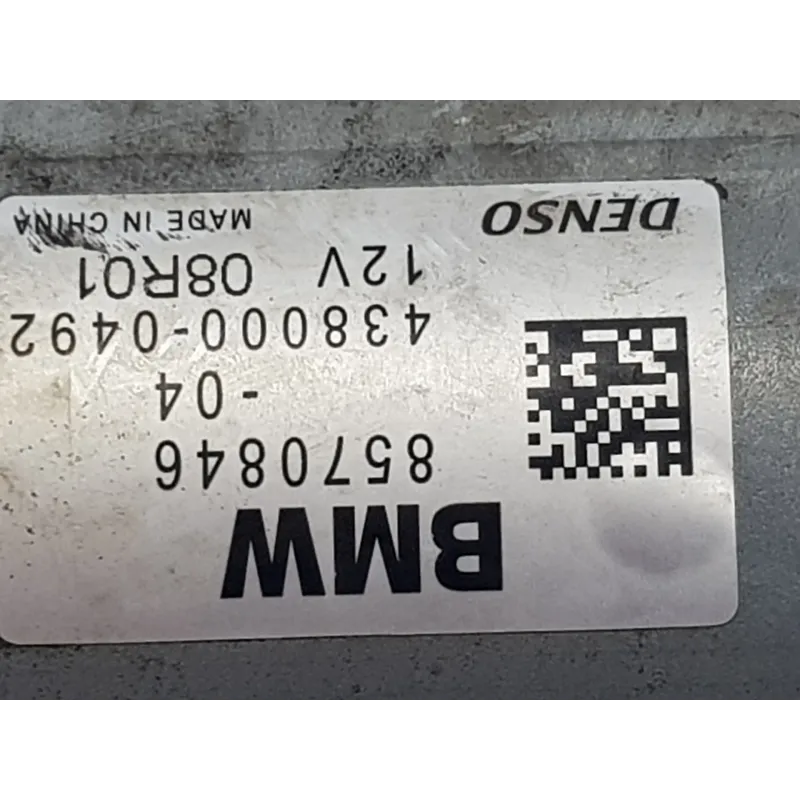 BMW
8570846
-04
438000-0492
12V 08R01
DENSO MADE IN CHINA